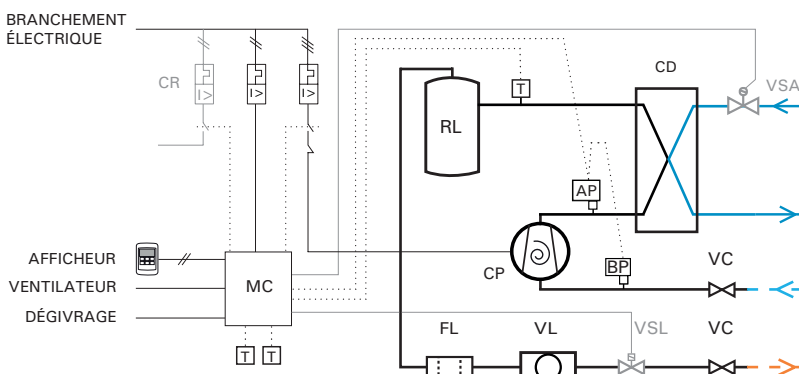 BRANCHEMENT
ÉLECTRIQUE
CR
I>
I>
I>
T
CD
VSA
RL
AP
BP
CP
VC
AFFICHEUR
VENTILATEUR
DÉGIVRAGE
MC
T
T
FL
VL
VSL
VC